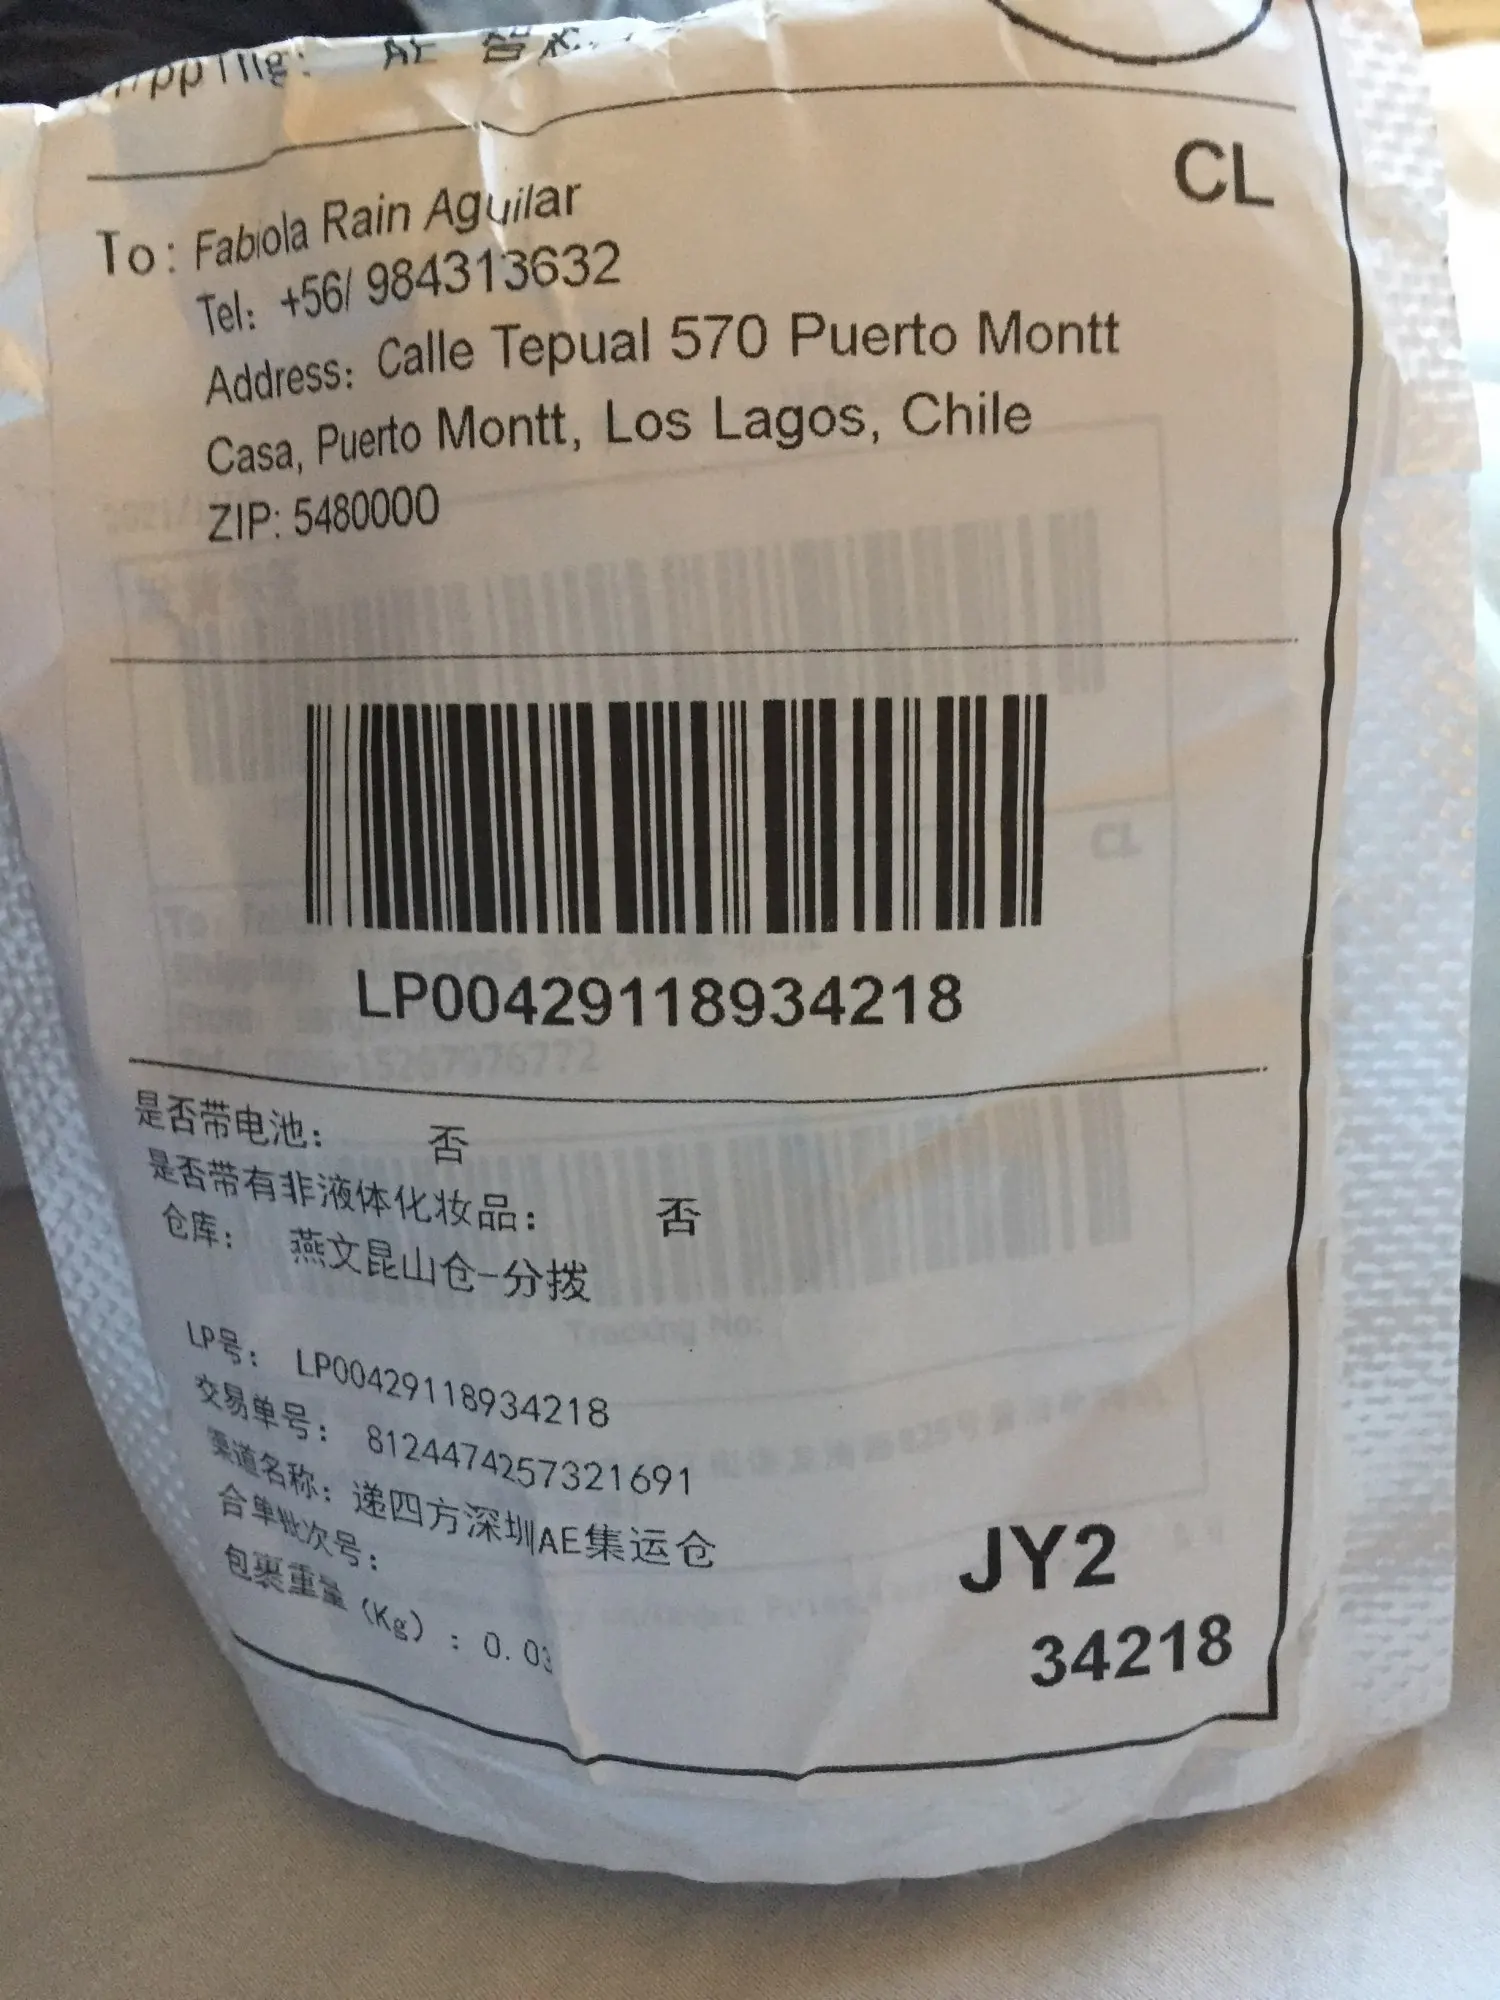 AE
CL
To: Fabiola Rain Aguilar
Tel: +56/ 984313632
Address: Calle Tepual 570 Puerto Montt
Casa, Puerto Montt, Los Lagos, Chile
ZIP: 5480000
LP00429118934218
是否带电池: 否
是否带有非液体化妆品: 否
仓库: 燕文昆山仓-分拨
LP号: LP00429118934218
交易单号: 8124474257321691
渠道名称: 递四方深圳AE集运仓
合单批次号:
包裹重量 (Kg) : 0.03
JY2
34218